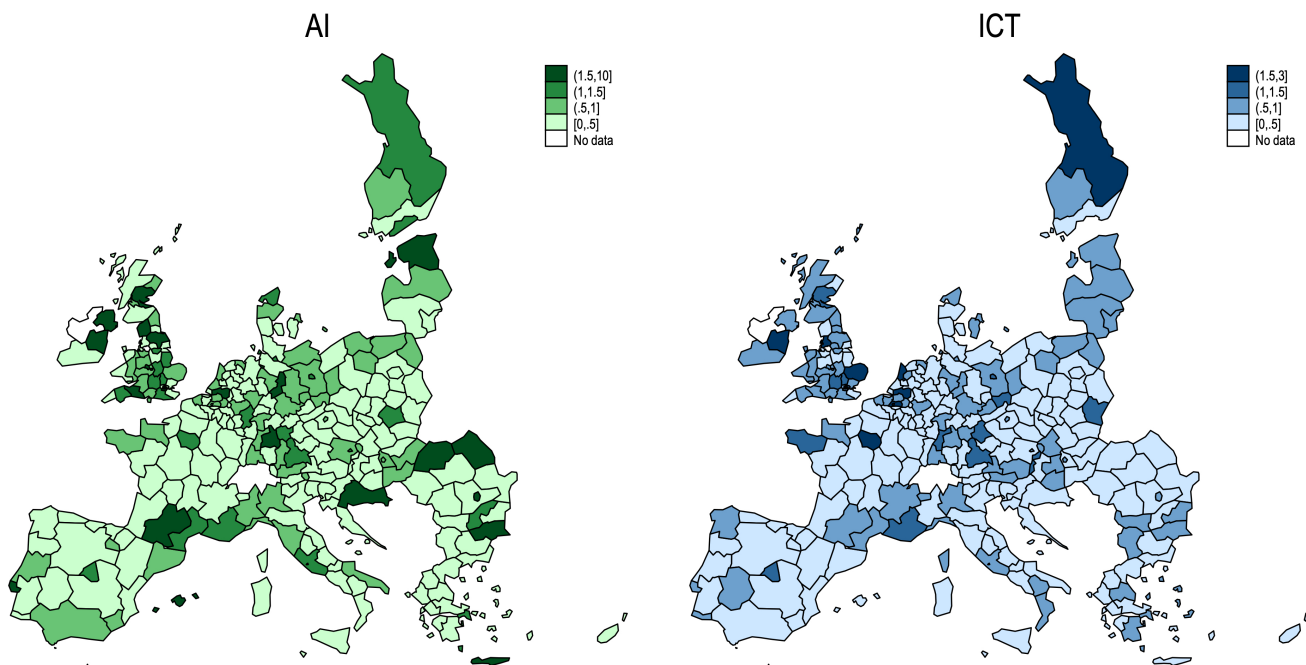 AI
(1.5,10]
(1,1.5]
(.5,1]
[0,.5]
No data
ICT
(1.5,3]
(1,1.5]
(.5,1]
[0,.5]
No data